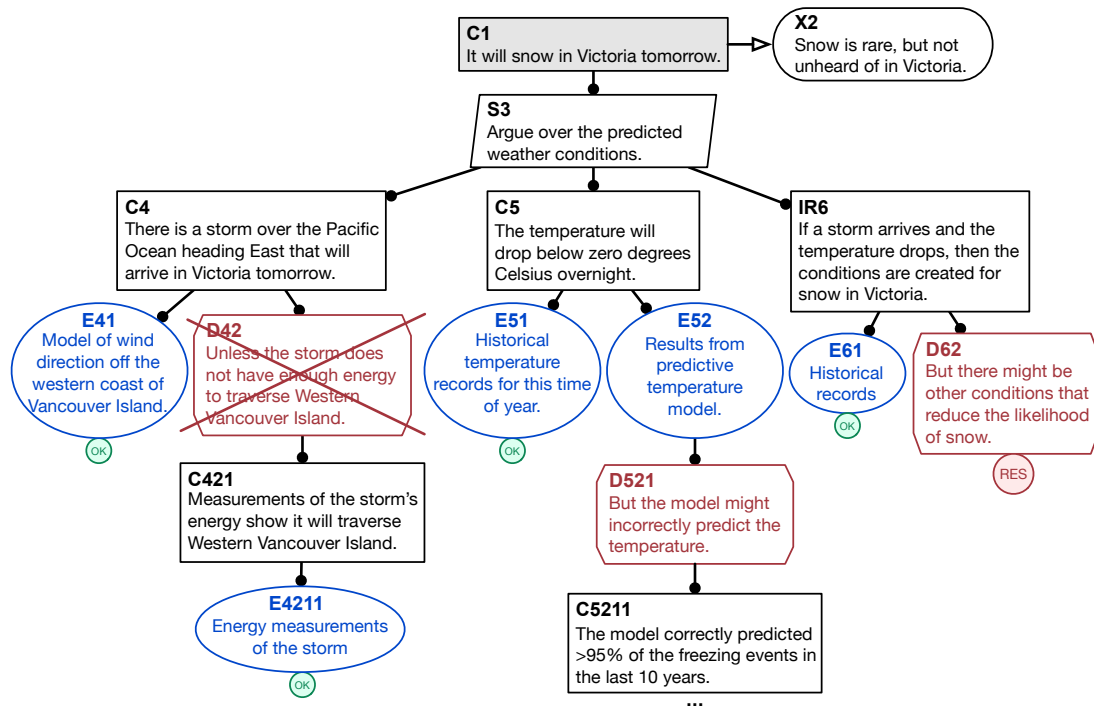 C1
It will snow in Victoria tomorrow.
X2
Snow is rare, but not
unheard of in Victoria.
S3
Argue over the predicted
weather conditions.
C4
There is a storm over the Pacific
Ocean heading East that will
arrive in Victoria tomorrow.
C5
The temperature will
drop below zero degrees
Celsius overnight.
IR6
If a storm arrives and the
temperature drops, then the
conditions are created for
snow in Victoria.
E41
Model of wind
direction off the
western coast of
Vancouver Island.
OK
D42
Unless the storm does
not have enough energy
to traverse Western
Vancouver Island.
E51
Historical
temperature
records for this time
of year.
OK
E52
Results from
predictive
temperature
model.
E61
Historical
records
OK
D62
But there might be
other conditions that
reduce the likelihood
of snow.
RES
C421
Measurements of the storm's
energy show it will traverse
Western Vancouver Island.
D521
But the model might
incorrectly predict the
temperature.
E4211
Energy measurements
of the storm
OK
C5211
The model correctly predicted
>95% of the freezing events in
the last 10 years.
...